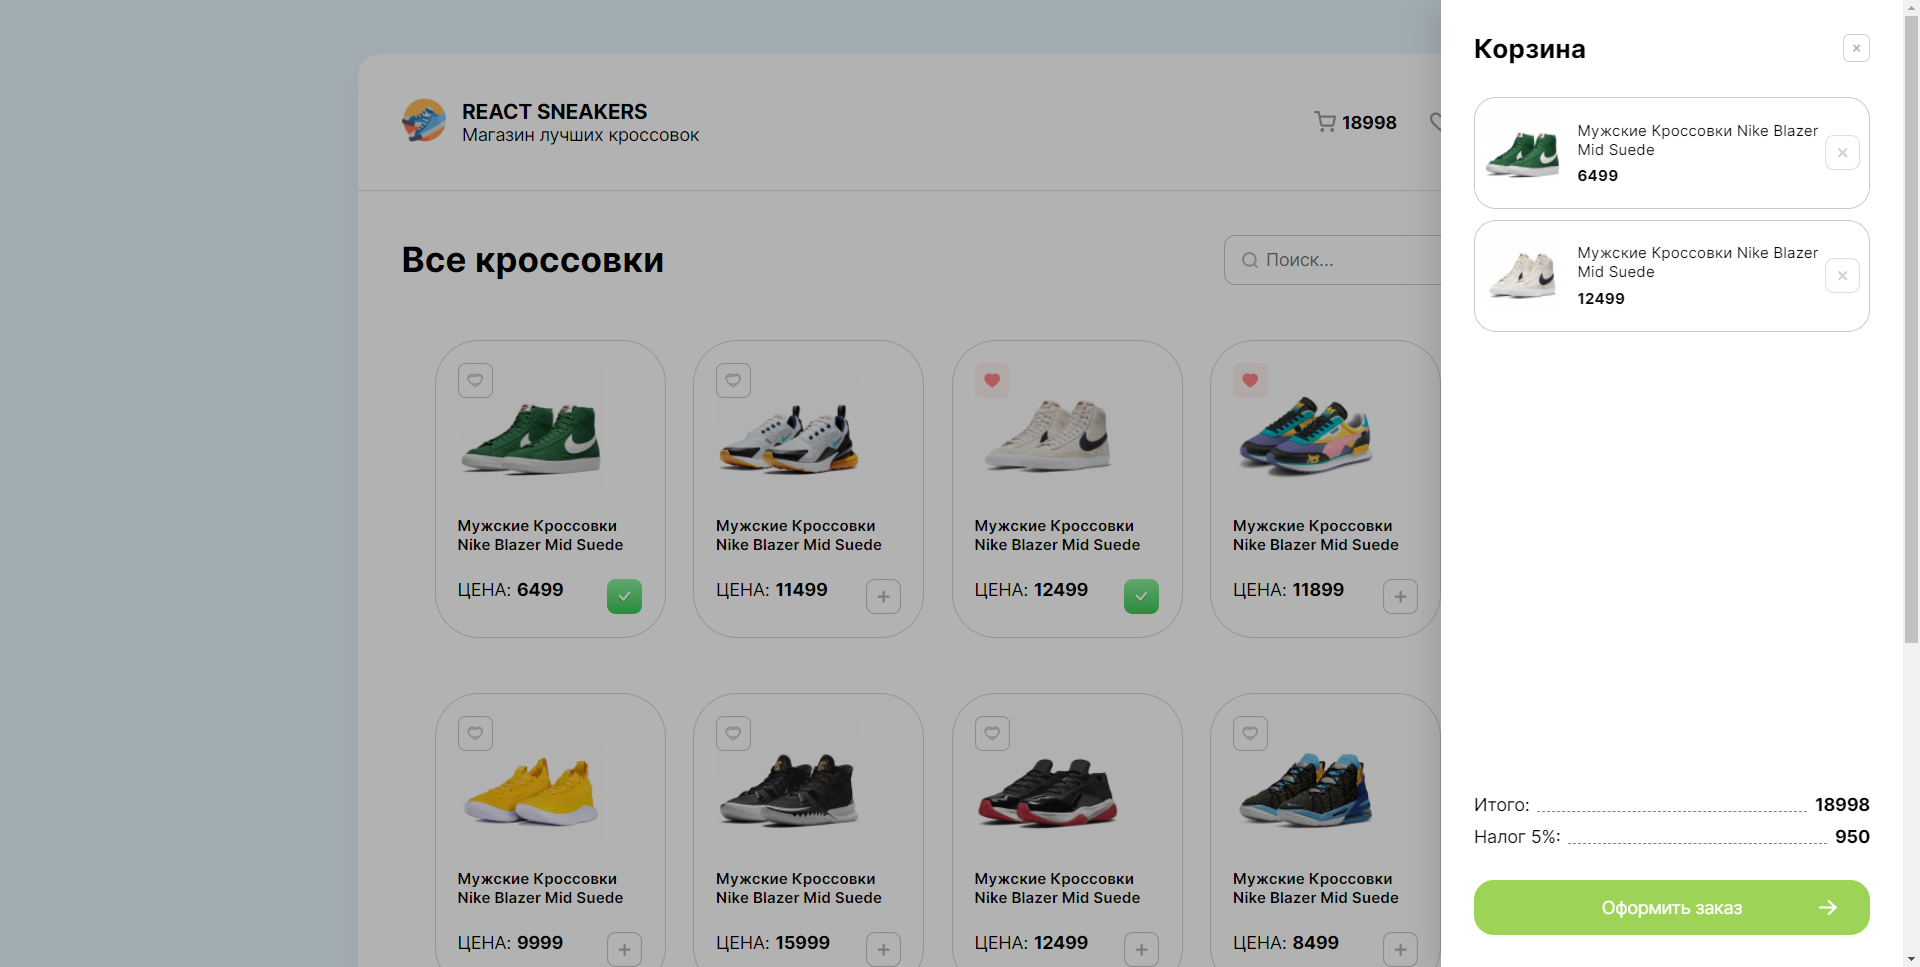 REACT SNEAKERS
Магазин лучших кроссовок
18998
Все кроссовки
Поиск...
Мужские Кроссовки
Nike Blazer Mid Suede
ЦЕНА: 6499
Мужские Кроссовки
Nike Blazer Mid Suede
ЦЕНА: 11499
Мужские Кроссовки
Nike Blazer Mid Suede
ЦЕНА: 12499
Мужские Кроссовки
Nike Blazer Mid Suede
ЦЕНА: 11899
Мужские Кроссовки
Nike Blazer Mid Suede
ЦЕНА: 9999
Мужские Кроссовки
Nike Blazer Mid Suede
ЦЕНА: 15999
Мужские Кроссовки
Nike Blazer Mid Suede
ЦЕНА: 12499
Мужские Кроссовки
Nike Blazer Mid Suede
ЦЕНА: 8499
Корзина
Мужские Кроссовки Nike Blazer
Mid Suede
6499
Мужские Кроссовки Nike Blazer
Mid Suede
12499
Итого: 18998
Налог 5%: 950
Оформить заказ